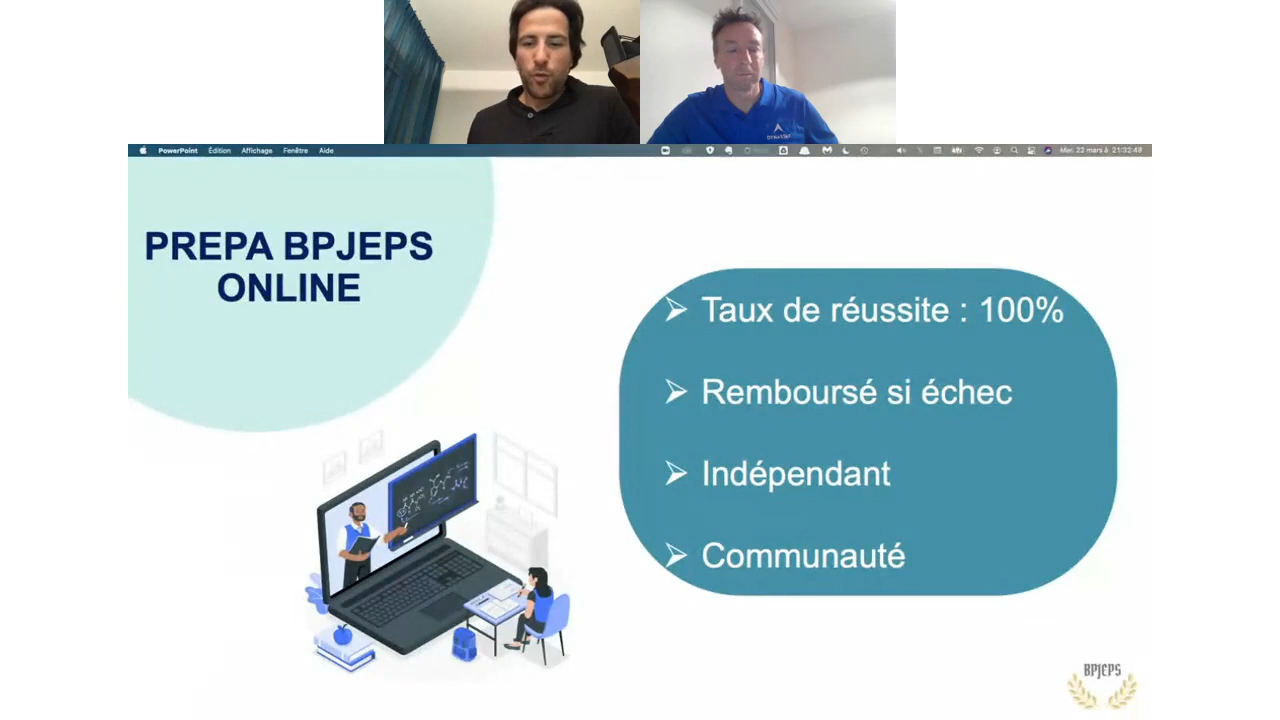 PowerPoint Édition Affichage Fenêtre Aide
Mer. 22 mars à 21:32:48
PREPA BPJEPS
ONLINE
➢ Taux de réussite : 100%
➢ Remboursé si échec
➢ Indépendant
➢ Communauté
BPJEPS